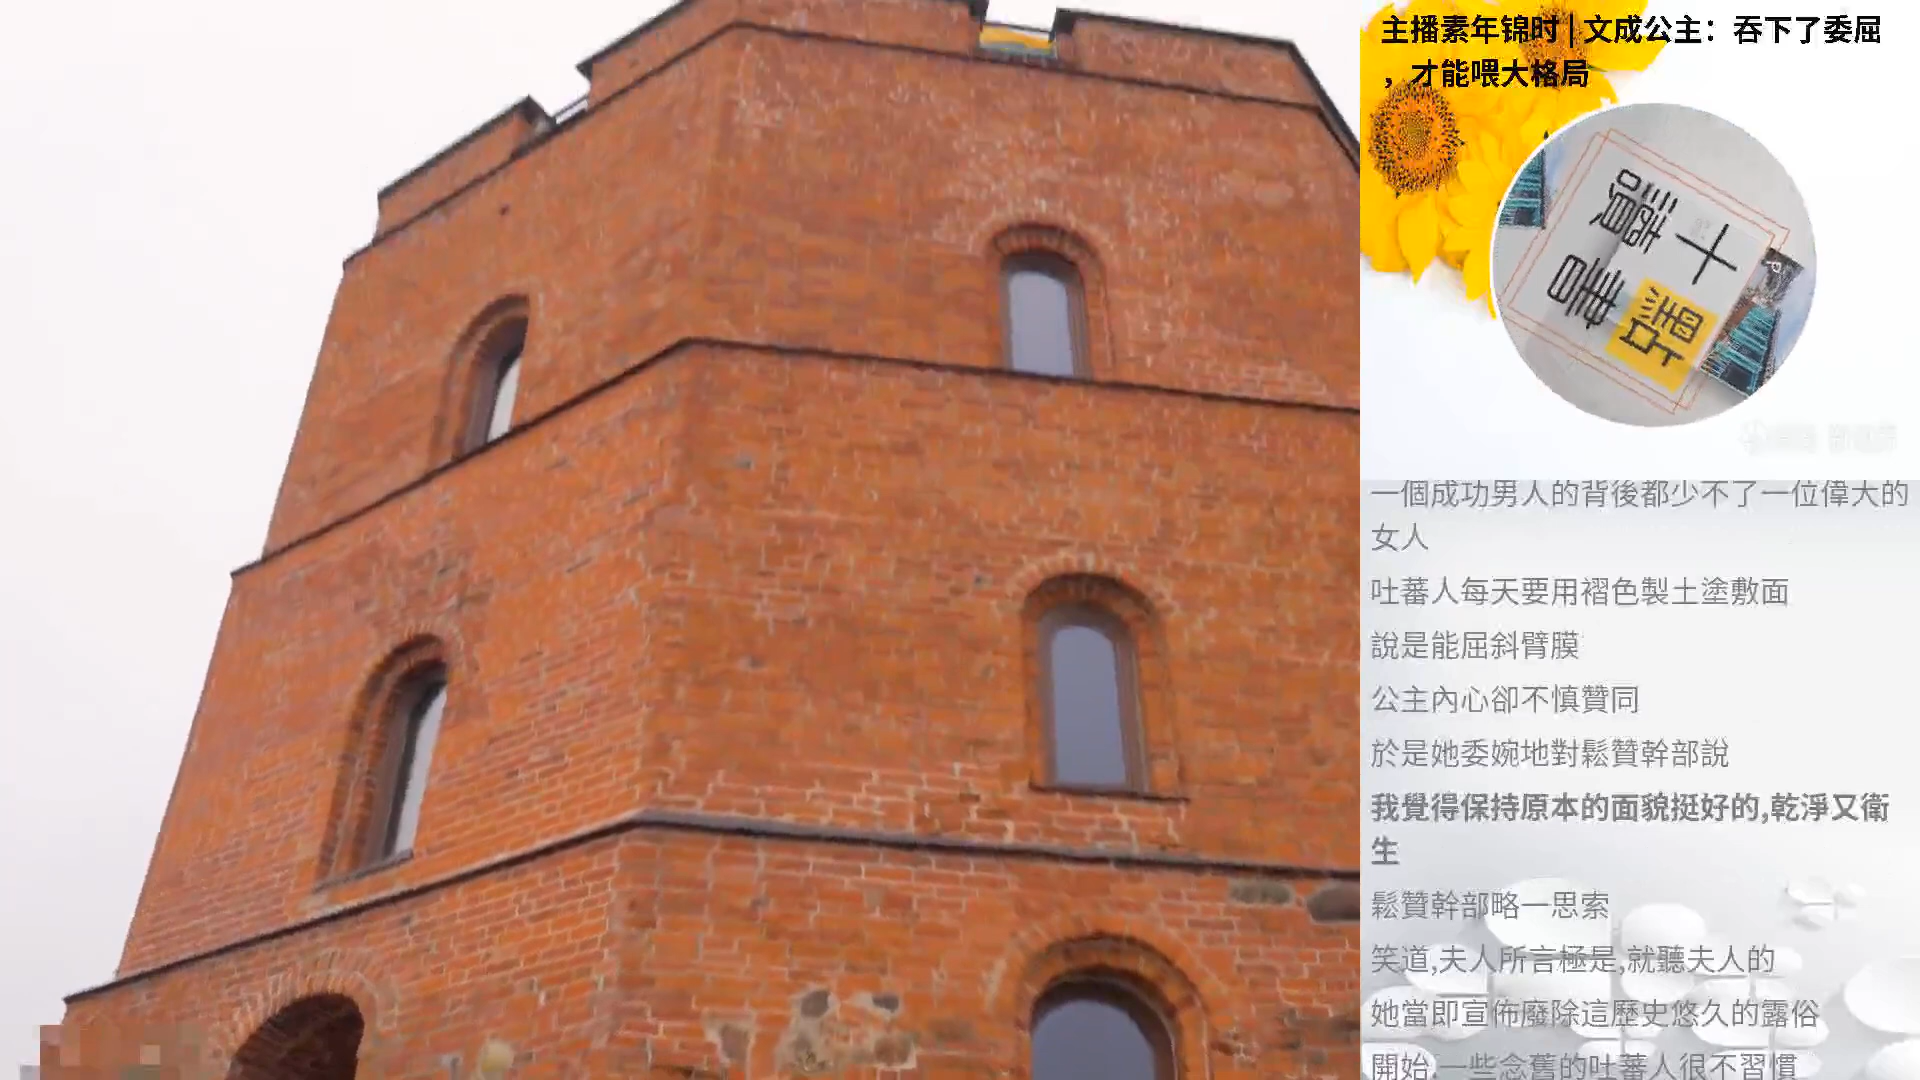 主播素年锦时 | 文成公主：吞下了委屈
，才能喂大格局
十點
讀書
一個成功男人的背後都少不了一位偉大的
女人
吐蕃人每天要用褶色製土塗敷面
說是能屈斜臂膜
公主內心卻不慎贊同
於是她委婉地對鬆贊幹部說
我覺得保持原本的面貌挺好的,乾淨又衛
生
鬆贊幹部略一思索
笑道,夫人所言極是,就聽夫人的
她當即宣佈廢除這歷史悠久的露俗
開始.一些念舊的吐蕃人很不習慣